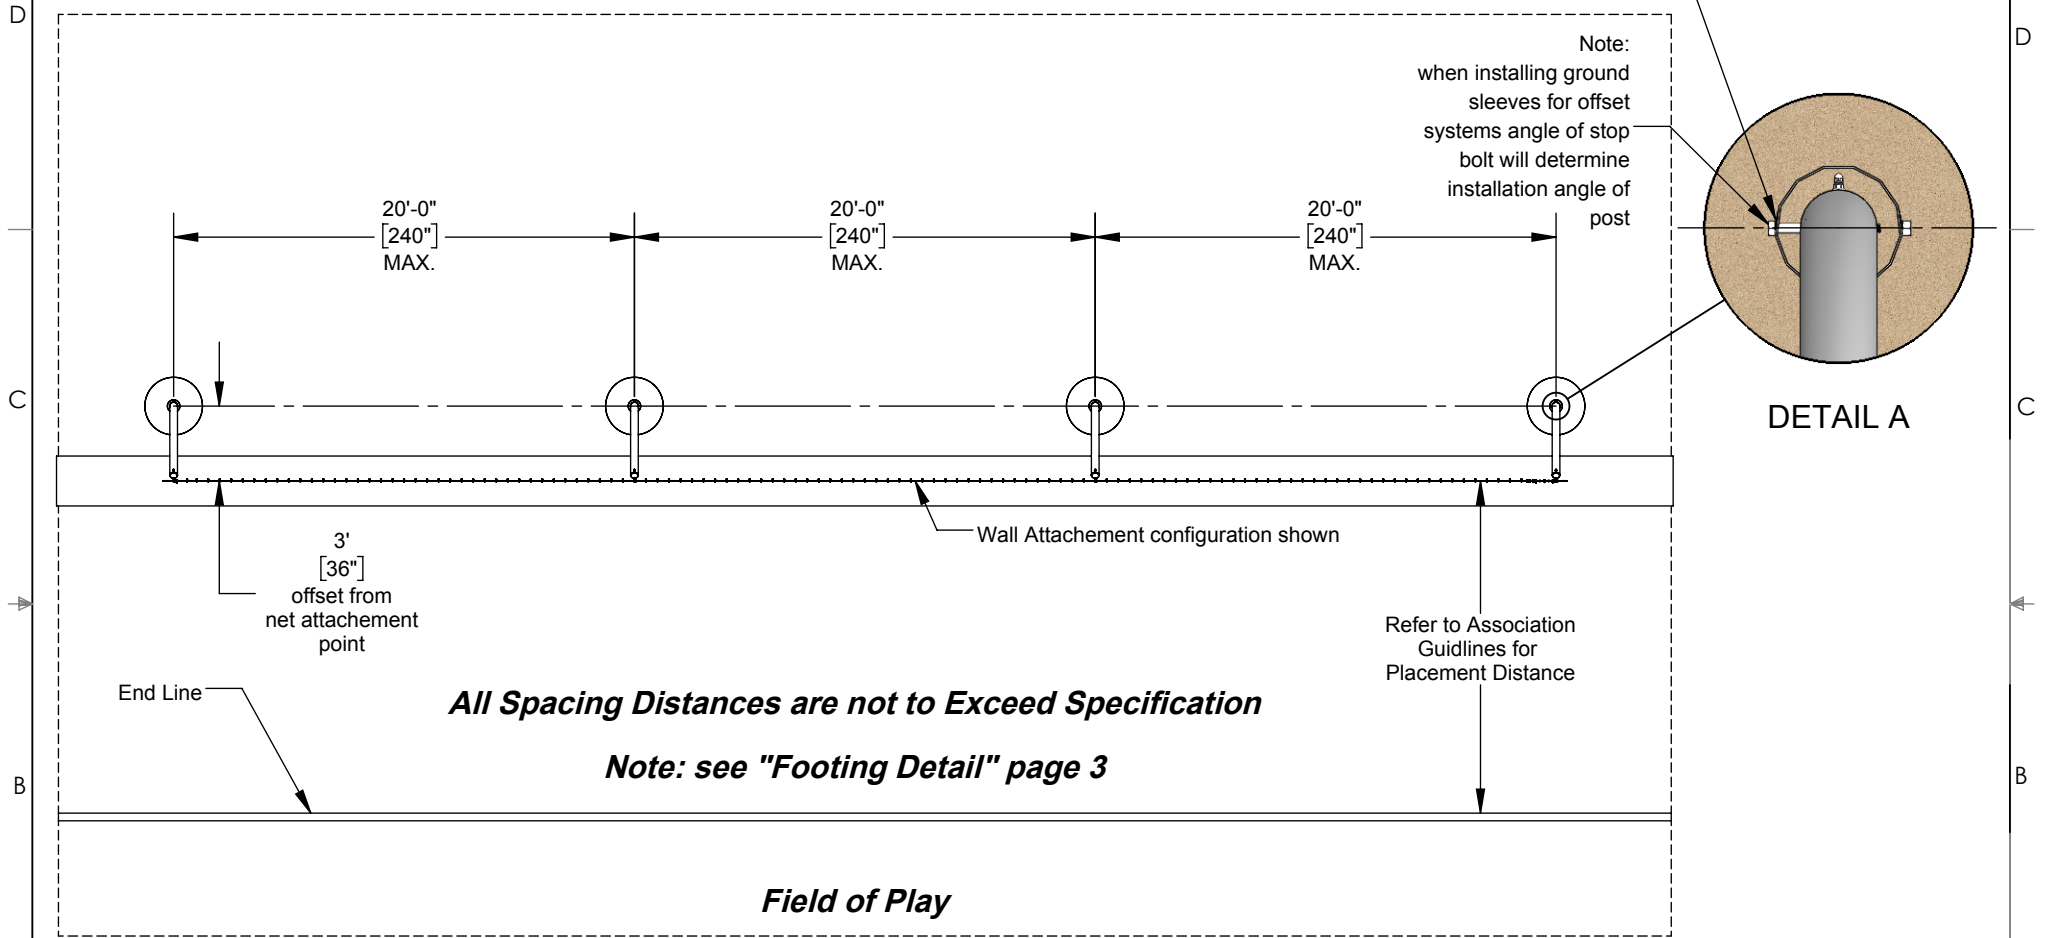 D
D
Note:
when installing ground
sleeves for offset
systems angle of stop
bolt will determine
installation angle of
post
20'-0"
[240"]
MAX.
20'-0"
[240"]
MAX.
20'-0"
[240"]
MAX.
C
C
DETAIL A
Wall Attachement configuration shown
3'
[36"]
offset from
net attachement
point
Refer to Association
Guidlines for
Placement Distance
End Line
All Spacing Distances are not to Exceed Specification
Note: see "Footing Detail" page 3
B
B
Field of Play